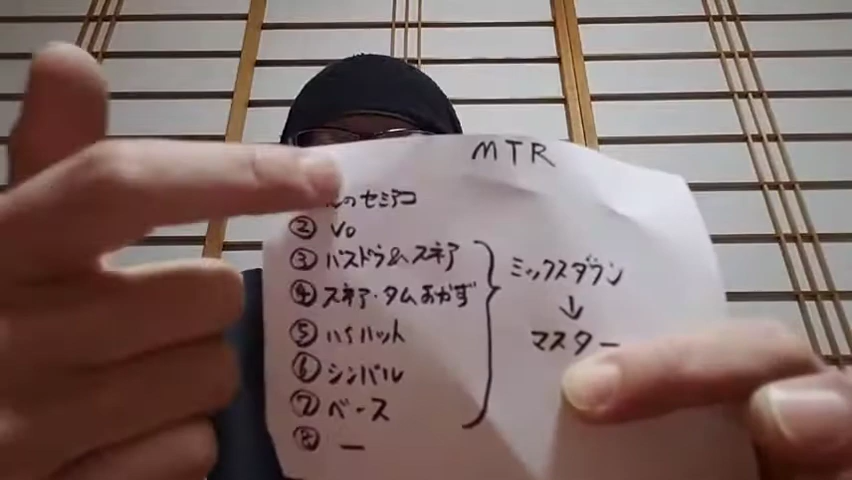 MTR
のセミアコ
② Vo
③ バスドラ&スネア
④ スネア・タムおかず
⑤ ハイハット
⑥ シンバル
⑦ ベース
⑧ ー
ミックスダウン
↓
マスター